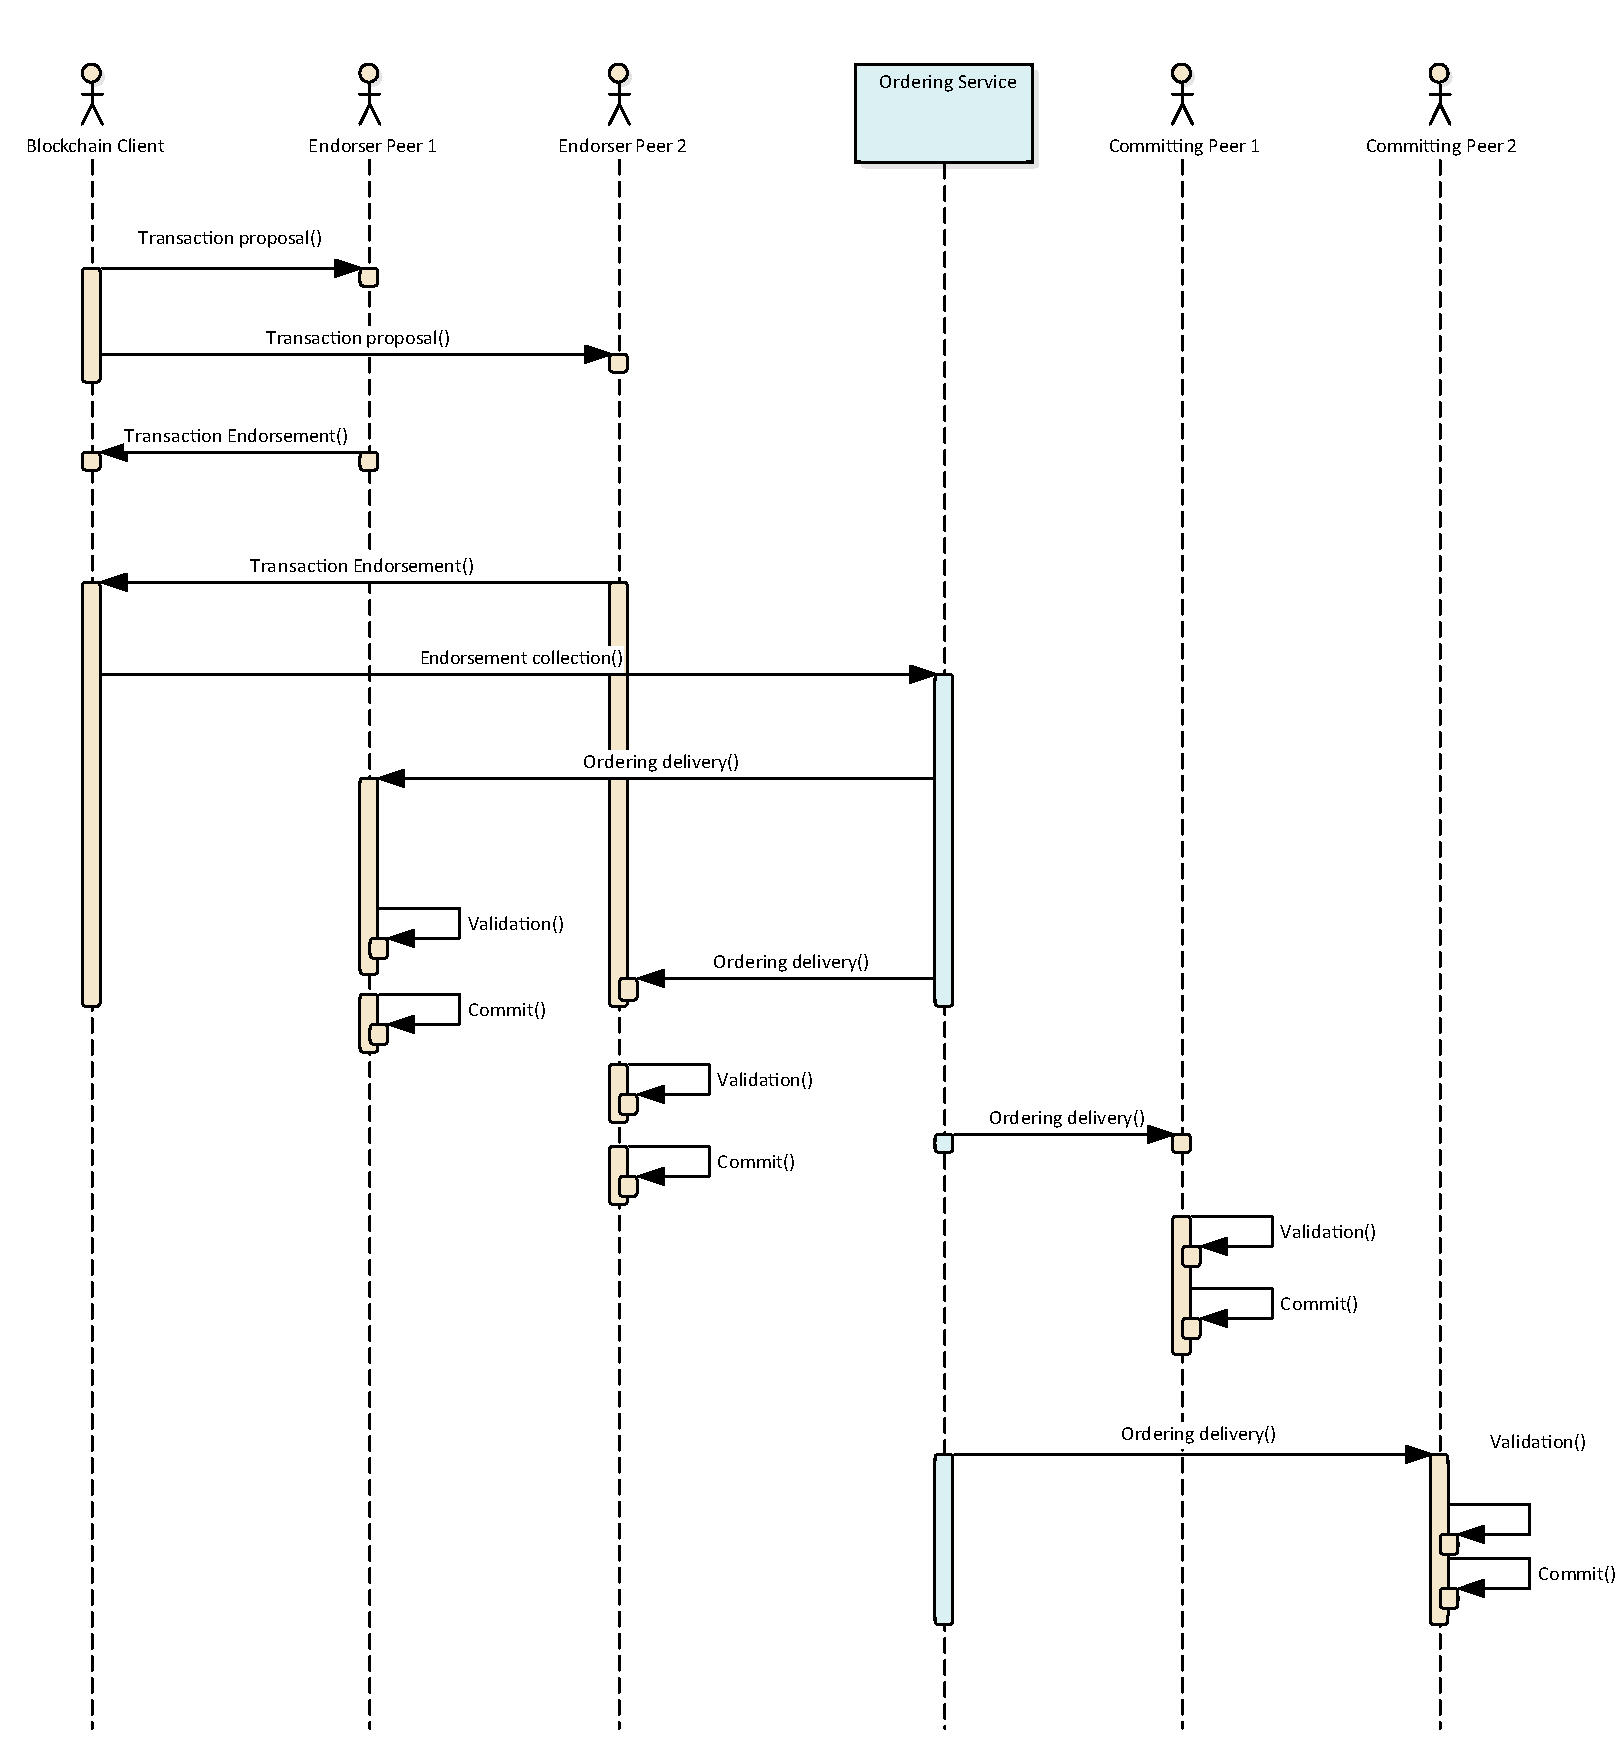 Ordering Service
Blockchain Client
Endorser Peer 1
Endorser Peer 2
Committing Peer 1
Committing Peer 2
Transaction proposal()
Transaction proposal()
Transaction Endorsement()
Transaction Endorsement()
Endorsement collection()
Ordering delivery()
Validation()
Ordering delivery()
Commit()
Validation()
Ordering delivery()
Commit()
Validation()
Commit()
Ordering delivery()
Validation()
Commit()